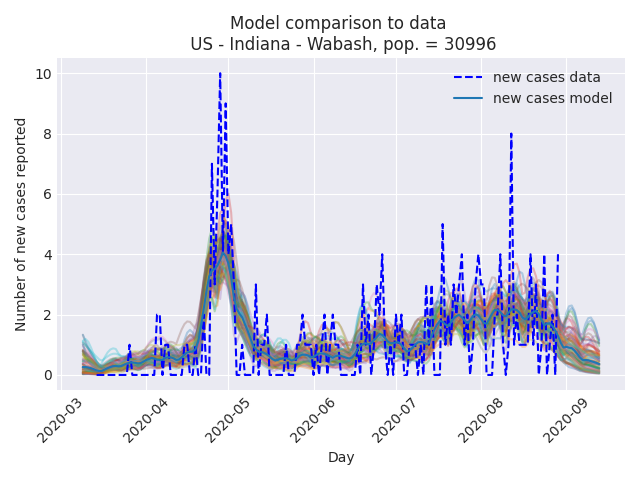 Model comparison to data
US - Indiana - Wabash, pop. = 30996
new cases data
new cases model
Number of new cases reported
10
8
6
4
2
0
2020-03
2020-04
2020-05
2020-06
2020-07
2020-08
2020-09
Day